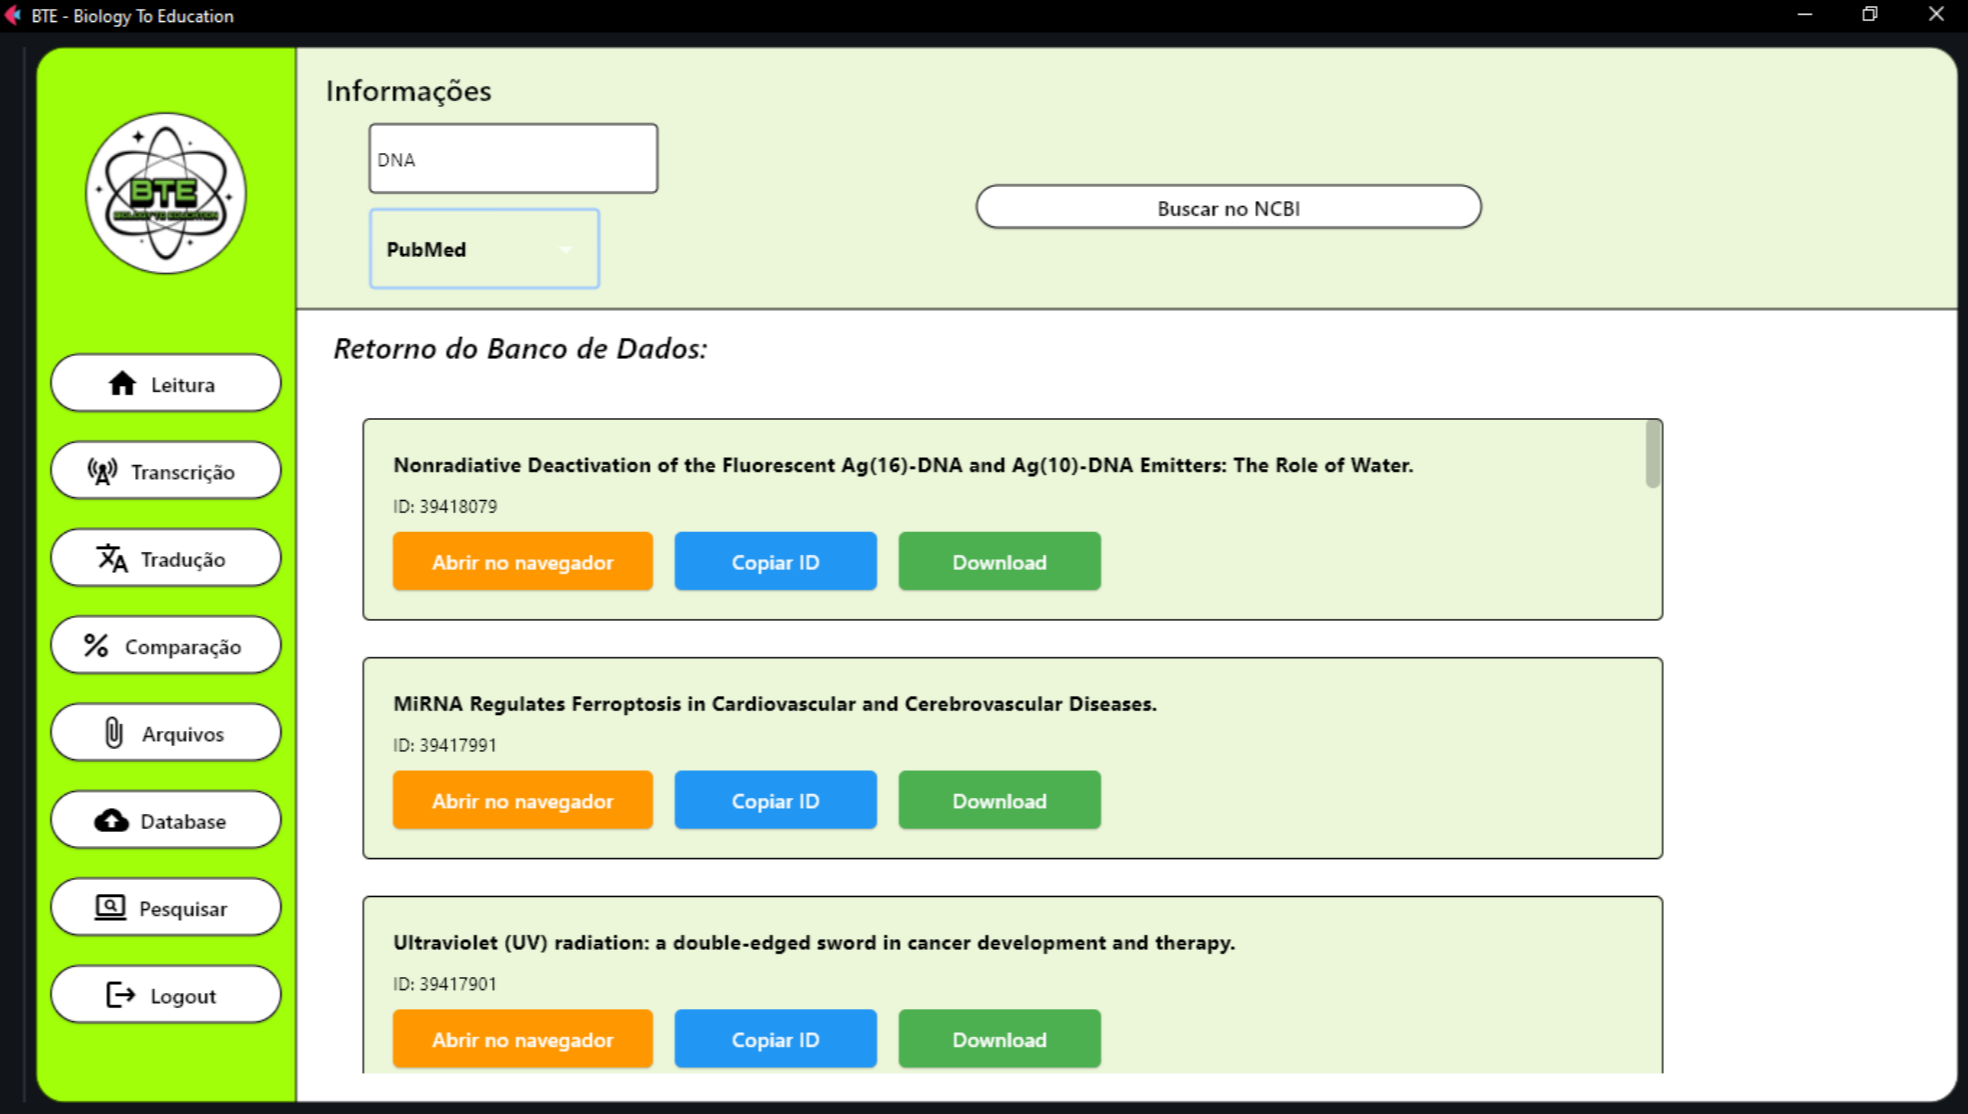 BTE - Biology To Education
BTE
BIOLOGY TO EDUCATION
Leitura
Transcrição
Tradução
Comparação
Arquivos
Database
Pesquisar
Logout
Informações
DNA
PubMed
Buscar no NCBI
Retorno do Banco de Dados:
Nonradiative Deactivation of the Fluorescent Ag(16)-DNA and Ag(10)-DNA Emitters: The Role of Water.
ID: 39418079
Abrir no navegador Copiar ID Download
MiRNA Regulates Ferroptosis in Cardiovascular and Cerebrovascular Diseases.
ID: 39417991
Abrir no navegador Copiar ID Download
Ultraviolet (UV) radiation: a double-edged sword in cancer development and therapy.
ID: 39417901
Abrir no navegador Copiar ID Download